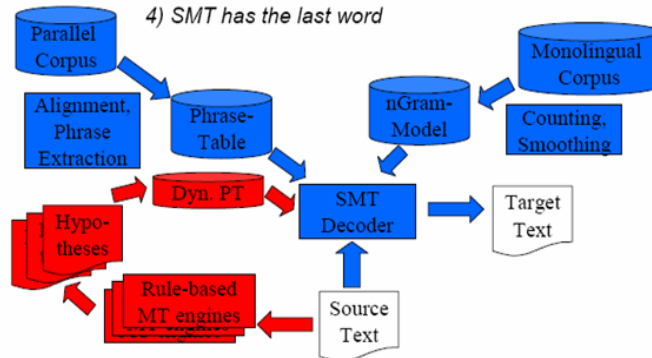 4) SMT has the last word
Parallel
Corpus
Monolingual
Corpus
Alignment,
Phrase
Extraction
Phrase-
Table
nGram-
Model
Counting,
Smoothing
Dyn. PT
SMT
Decoder
Target
Text
Hypo-
theses
Rule-based
MT engines
Source
Text